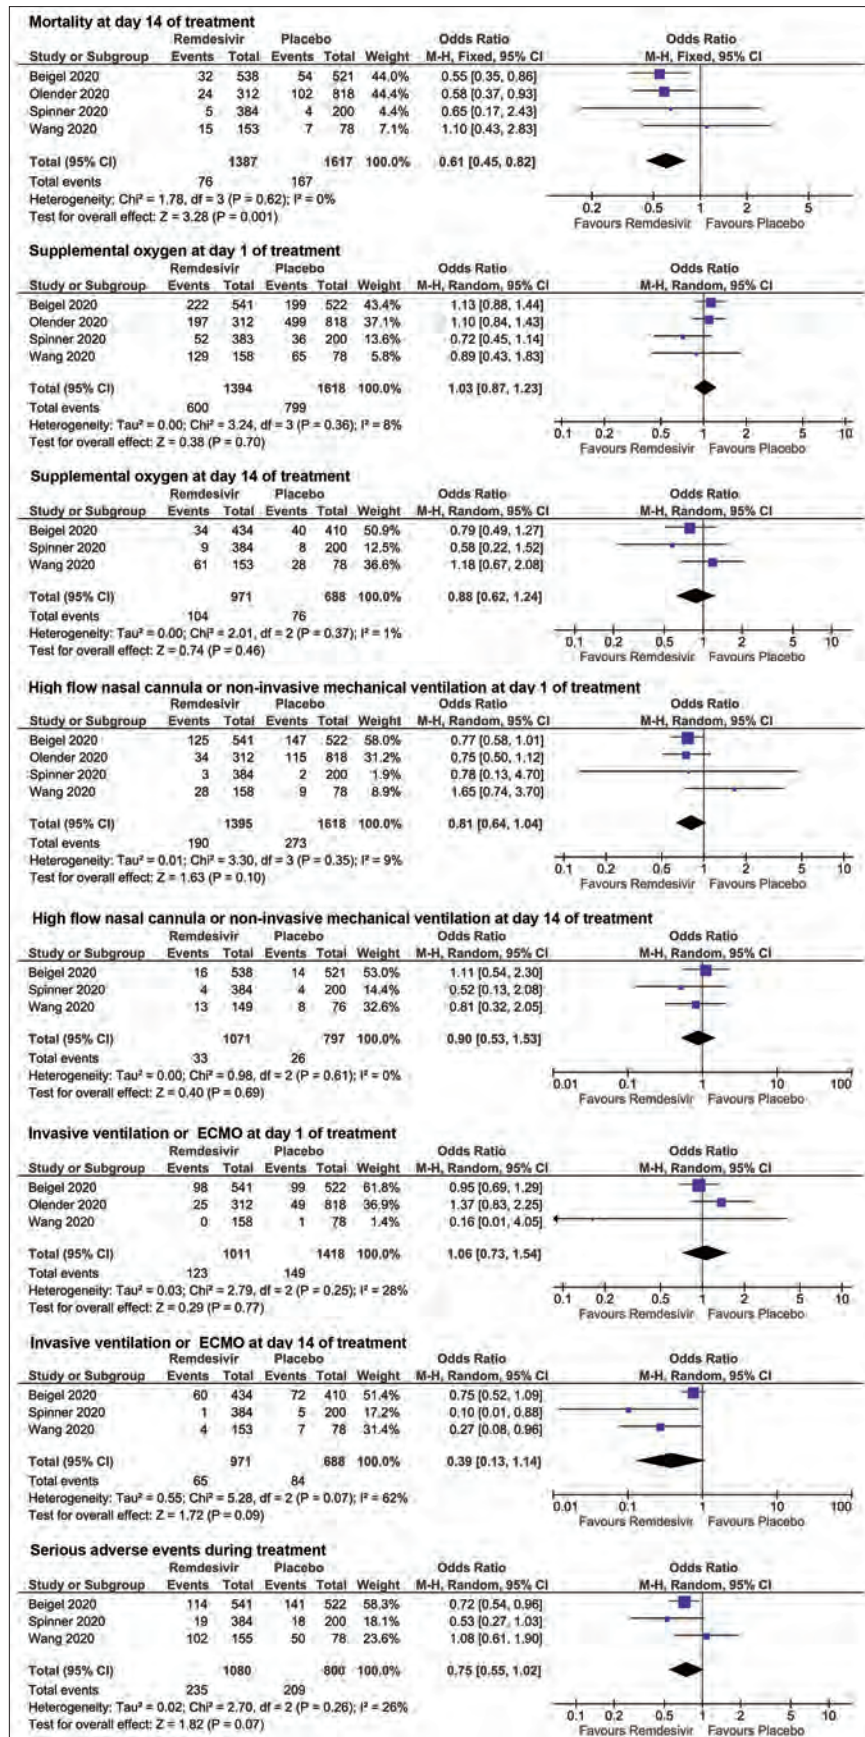 Mortality at day 14 of treatment
Remdesivir Placebo Odds Ratio Odds Ratio
Study or Subgroup Events Total Events Total Weight M-H, Fixed, 95% CI M-H, Fixed, 95% CI
Beigel 2020 32 538 54 521 44.0% 0.55 [0.35, 0.86]
Olender 2020 24 312 102 818 44.4% 0.58 [0.37, 0.93]
Spinner 2020 5 384 4 200 4.4% 0.65 [0.17, 2.43]
Wang 2020 15 153 7 78 7.1% 1.10 [0.43, 2.83]
Total (95% CI) 1387 1617 100.0% 0.61 [0.45, 0.82]
Total events 76 167
Heterogeneity: Chi² = 1.78, df = 3 (P = 0.62); I² = 0%
Test for overall effect: Z = 3.28 (P = 0.001)
0.2 0.5 1 2 5
Favours Remdesivir Favours Placebo
Supplemental oxygen at day 1 of treatment
Remdesivir Placebo Odds Ratio Odds Ratio
Study or Subgroup Events Total Events Total Weight M-H, Random, 95% CI M-H, Random, 95% CI
Beigel 2020 222 541 199 522 43.4% 1.13 [0.88, 1.44]
Olender 2020 197 312 499 818 37.1% 1.10 [0.84, 1.43]
Spinner 2020 52 383 36 200 13.6% 0.72 [0.45, 1.14]
Wang 2020 129 158 65 78 5.8% 0.89 [0.43, 1.83]
Total (95% CI) 1394 1618 100.0% 1.03 [0.87, 1.23]
Total events 600 799
Heterogeneity: Tau² = 0.00; Chi² = 3.24, df = 3 (P = 0.36); I² = 8%
Test for overall effect: Z = 0.38 (P = 0.70)
0.1 0.2 0.5 1 2 5 10
Favours Remdesivir Favours Placebo
Supplemental oxygen at day 14 of treatment
Remdesivir Placebo Odds Ratio Odds Ratio
Study or Subgroup Events Total Events Total Weight M-H, Random, 95% CI M-H, Random, 95% CI
Beigel 2020 34 434 40 410 50.9% 0.79 [0.49, 1.27]
Spinner 2020 9 384 8 200 12.5% 0.58 [0.22, 1.52]
Wang 2020 61 153 28 78 36.6% 1.18 [0.67, 2.08]
Total (95% CI) 971 688 100.0% 0.88 [0.62, 1.24]
Total events 104 76
Heterogeneity: Tau² = 0.00; Chi² = 2.01, df = 2 (P = 0.37); I² = 1%
Test for overall effect: Z = 0.74 (P = 0.46)
0.1 0.2 0.5 1 2 5 10
Favours Remdesivir Favours Placebo
High flow nasal cannula or non-invasive mechanical ventilation at day 1 of treatment
Remdesivir Placebo Odds Ratio Odds Ratio
Study or Subgroup Events Total Events Total Weight M-H, Random, 95% CI M-H, Random, 95% CI
Beigel 2020 125 541 147 522 58.0% 0.77 [0.58, 1.01]
Olender 2020 34 312 115 818 31.2% 0.75 [0.50, 1.12]
Spinner 2020 3 384 2 200 1.9% 0.78 [0.13, 4.70]
Wang 2020 28 158 9 78 8.9% 1.65 [0.74, 3.70]
Total (95% CI) 1395 1618 100.0% 0.81 [0.64, 1.04]
Total events 190 273
Heterogeneity: Tau² = 0.01; Chi² = 3.30, df = 3 (P = 0.35); I² = 9%
Test for overall effect: Z = 1.63 (P = 0.10)
0.1 0.2 0.5 1 2 5 10
Favours Remdesivir Favours Placebo
High flow nasal cannula or non-invasive mechanical ventilation at day 14 of treatment
Remdesivir Placebo Odds Ratio Odds Ratio
Study or Subgroup Events Total Events Total Weight M-H, Random, 95% CI M-H, Random, 95% CI
Beigel 2020 16 538 14 521 53.0% 1.11 [0.54, 2.30]
Spinner 2020 4 384 4 200 14.4% 0.52 [0.13, 2.08]
Wang 2020 13 149 8 76 32.6% 0.81 [0.32, 2.05]
Total (95% CI) 1071 797 100.0% 0.90 [0.53, 1.53]
Total events 33 26
Heterogeneity: Tau² = 0.00; Chi² = 0.98, df = 2 (P = 0.61); I² = 0%
Test for overall effect: Z = 0.40 (P = 0.69)
0.01 0.1 1 10 100
Favours Remdesivir Favours Placebo
Invasive ventilation or ECMO at day 1 of treatment
Remdesivir Placebo Odds Ratio Odds Ratio
Study or Subgroup Events Total Events Total Weight M-H, Random, 95% CI M-H, Random, 95% CI
Beigel 2020 98 541 99 522 61.8% 0.95 [0.69, 1.29]
Olender 2020 25 312 49 818 36.9% 1.37 [0.83, 2.25]
Wang 2020 0 158 1 78 1.4% 0.16 [0.01, 4.05]
Total (95% CI) 1011 1418 100.0% 1.06 [0.73, 1.54]
Total events 123 149
Heterogeneity: Tau² = 0.03; Chi² = 2.79, df = 2 (P = 0.25); I² = 28%
Test for overall effect: Z = 0.29 (P = 0.77)
0.1 0.2 0.5 1 2 5 10
Favours Remdesivir Favours Placebo
Invasive ventilation or ECMO at day 14 of treatment
Remdesivir Placebo Odds Ratio Odds Ratio
Study or Subgroup Events Total Events Total Weight M-H, Random, 95% CI M-H, Random, 95% CI
Beigel 2020 60 434 72 410 51.4% 0.75 [0.52, 1.09]
Spinner 2020 1 384 5 200 17.2% 0.10 [0.01, 0.88]
Wang 2020 4 153 7 78 31.4% 0.27 [0.08, 0.96]
Total (95% CI) 971 688 100.0% 0.39 [0.13, 1.14]
Total events 65 84
Heterogeneity: Tau² = 0.55; Chi² = 5.28, df = 2 (P = 0.07); I² = 62%
Test for overall effect: Z = 1.72 (P = 0.09)
0.01 0.1 1 10 100
Favours Remdesivir Favours Placebo
Serious adverse events during treatment
Remdesivir Placebo Odds Ratio Odds Ratio
Study or Subgroup Events Total Events Total Weight M-H, Random, 95% CI M-H, Random, 95% CI
Beigel 2020 114 541 141 522 58.3% 0.72 [0.54, 0.96]
Spinner 2020 19 384 18 200 18.1% 0.53 [0.27, 1.03]
Wang 2020 102 155 50 78 23.6% 1.08 [0.61, 1.90]
Total (95% CI) 1080 800 100.0% 0.75 [0.55, 1.02]
Total events 235 209
Heterogeneity: Tau² = 0.02; Chi² = 2.70, df = 2 (P = 0.26); I² = 26%
Test for overall effect: Z = 1.82 (P = 0.07)
0.1 0.2 0.5 1 2 5 10
Favours Remdesivir Favours Placebo